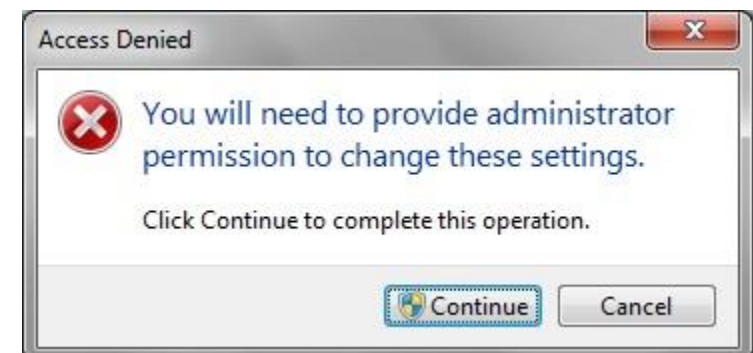 Access Denied
You will need to provide administrator
permission to change these settings.
Click Continue to complete this operation.
Continue
Cancel